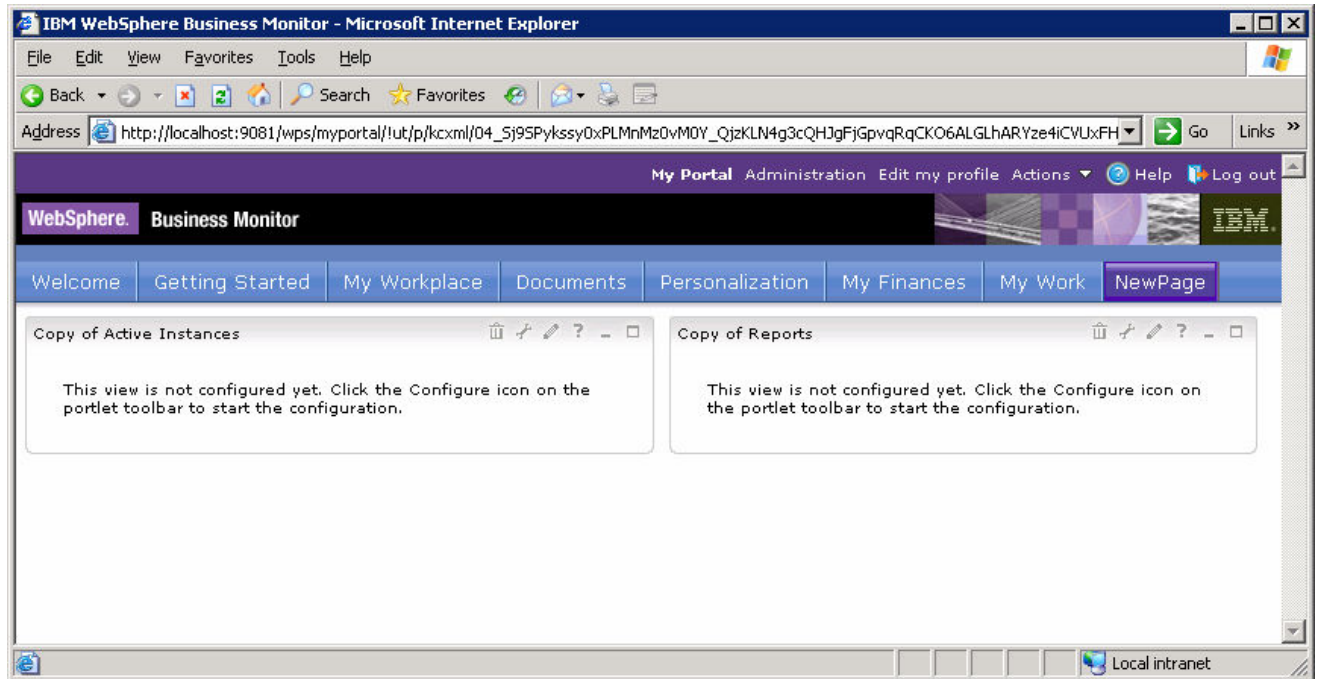 IBM WebSphere Business Monitor - Microsoft Internet Explorer
File Edit View Favorites Tools Help
Back Search Favorites
Address http://localhost:9081/wps/myportal/!ut/p/kcxml/04_Sj9SPykssy0xPLMnMz0vM0Y_QjzKLN4g3cQHJgFjGpvqRqCKO6ALGLhARYze4iCVUxFH Go Links »
My Portal Administration Edit my profile Actions Help Log out
WebSphere. Business Monitor IBM.
Welcome Getting Started My Workplace Documents Personalization My Finances My Work NewPage
Copy of Active Instances ? Copy of Reports ?
This view is not configured yet. Click the Configure icon on the
portlet toolbar to start the configuration.
This view is not configured yet. Click the Configure icon on
the portlet toolbar to start the configuration.
Local intranet